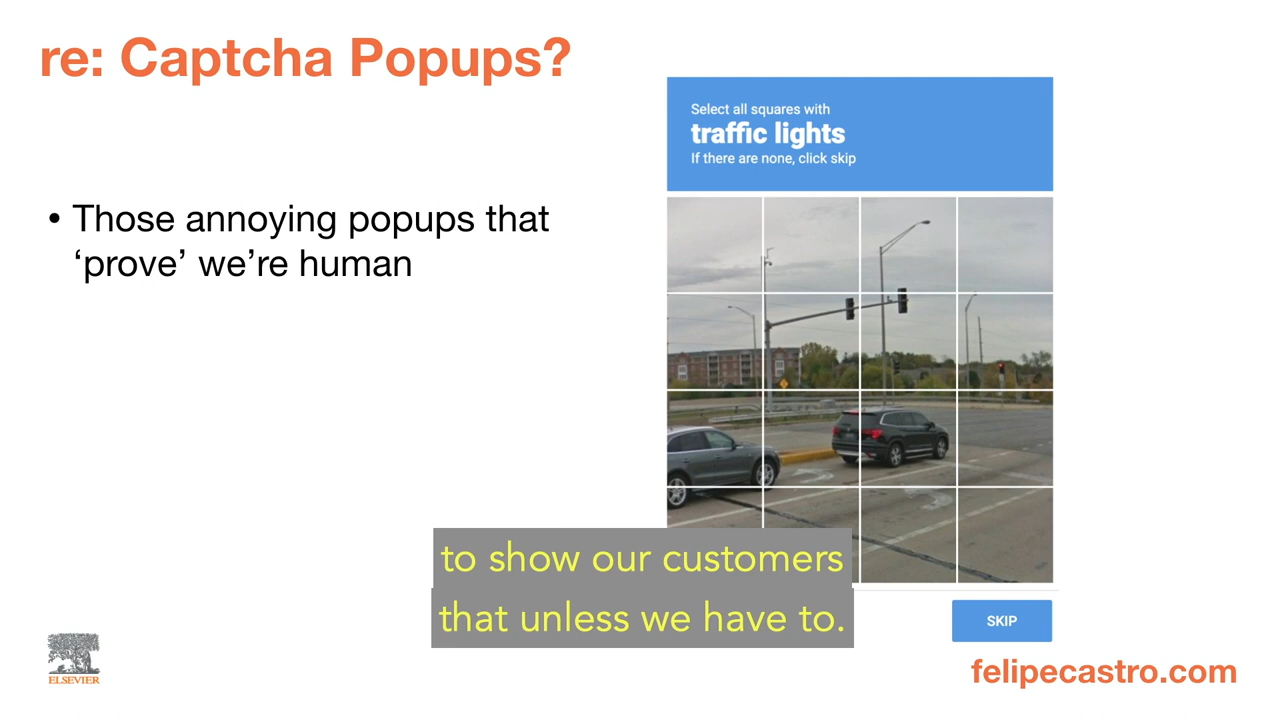 re: Captcha Popups?
• Those annoying popups that
‘prove’ we’re human
Select all squares with
traffic lights
If there are none, click skip
to show our customers
that unless we have to.
SKIP
ELSEVIER
felipecastro.com